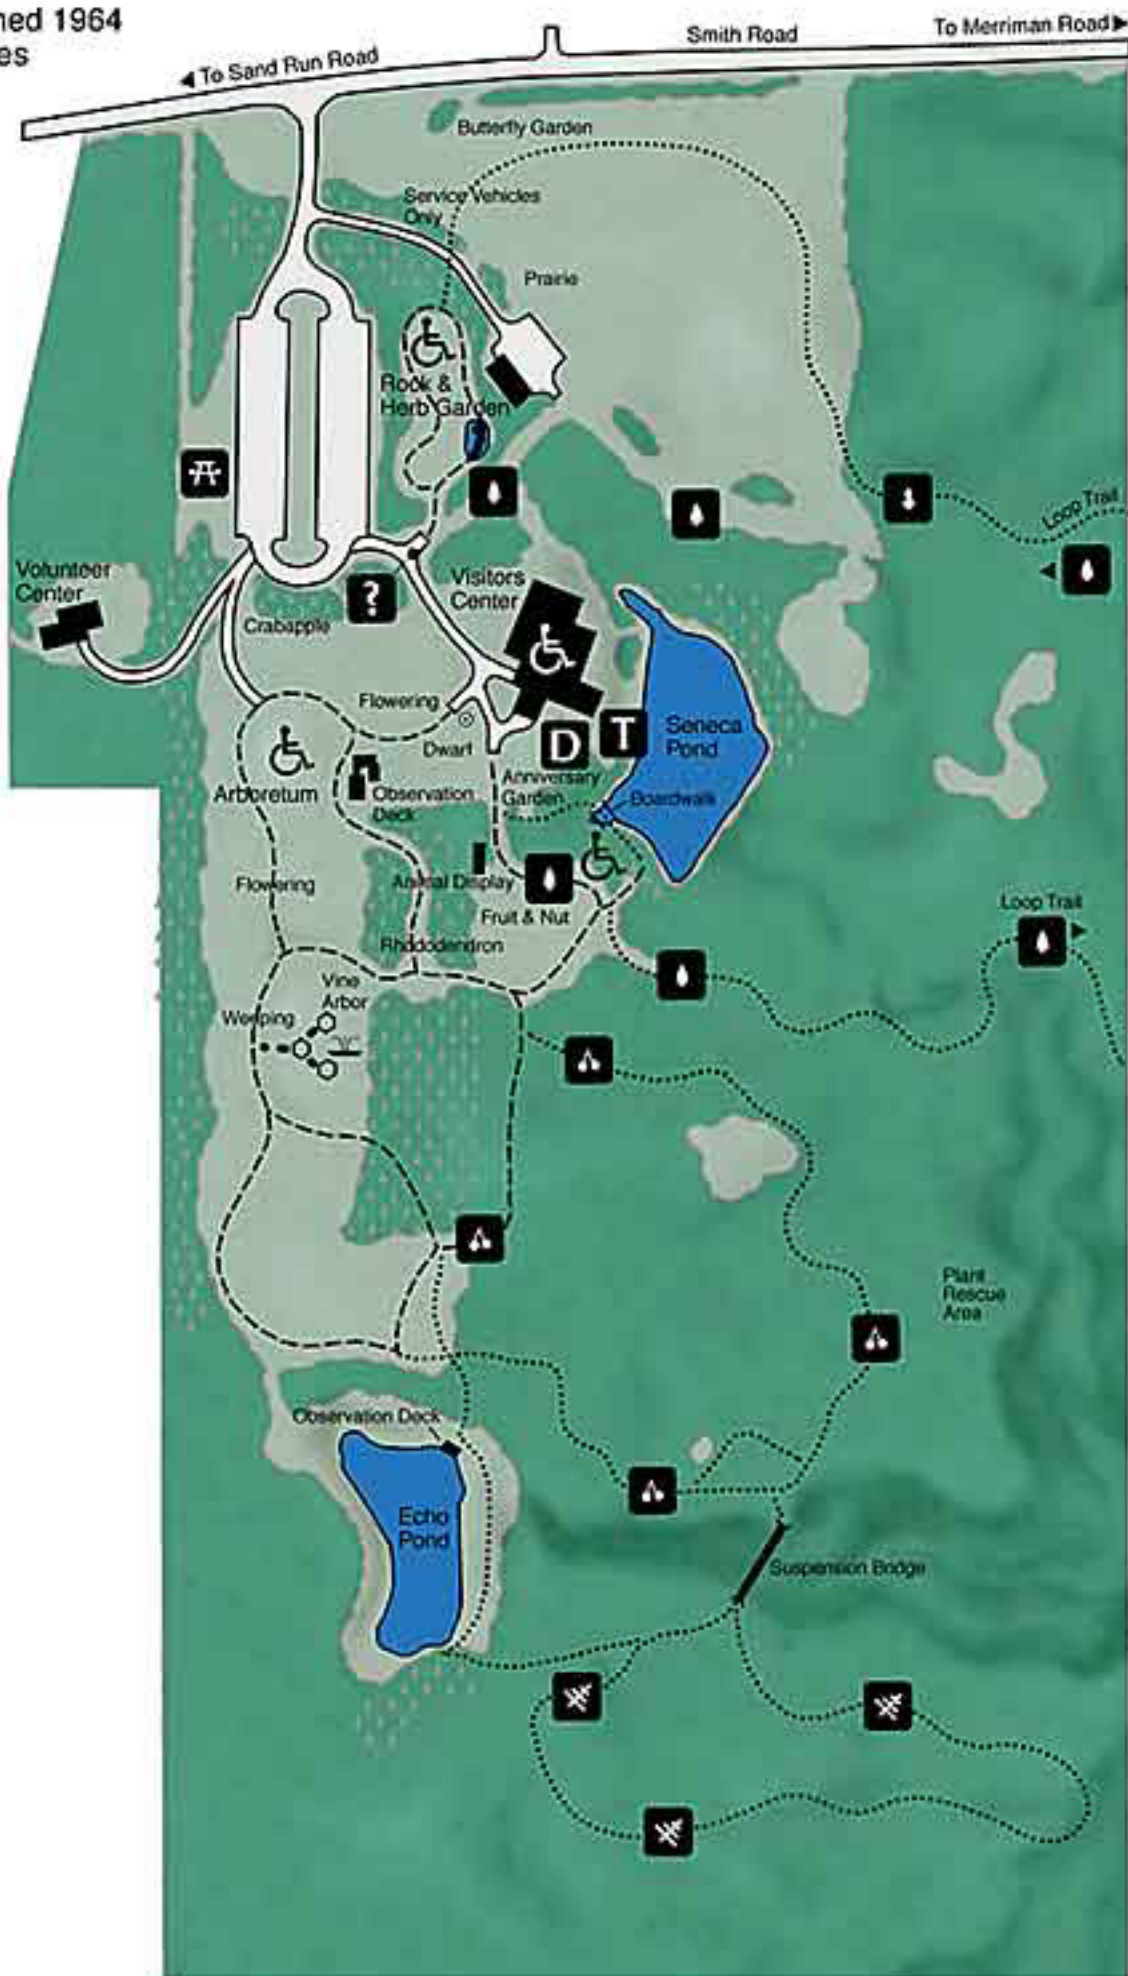 ned 1964
es
To Sand Run Road
Smith Road
To Merriman Road
Butterfly Garden
Service Vehicles
Only
Prairie
Rock &
Herb Garden
Loop Trail
Volunteer
Center
?
Visitors
Center
Crabapple
Flowering
Dwarf
D
T
Seneca
Pond
Arboretum
Observation
Deck
Anniversary
Garden
Boardwalk
Flowering
Animal Display
Fruit & Nut
Loop Trail
Rhododendron
Vine
Arbor
Weeping
Plant
Rescue
Area
Observation Deck
Echo
Pond
Suspension Bridge